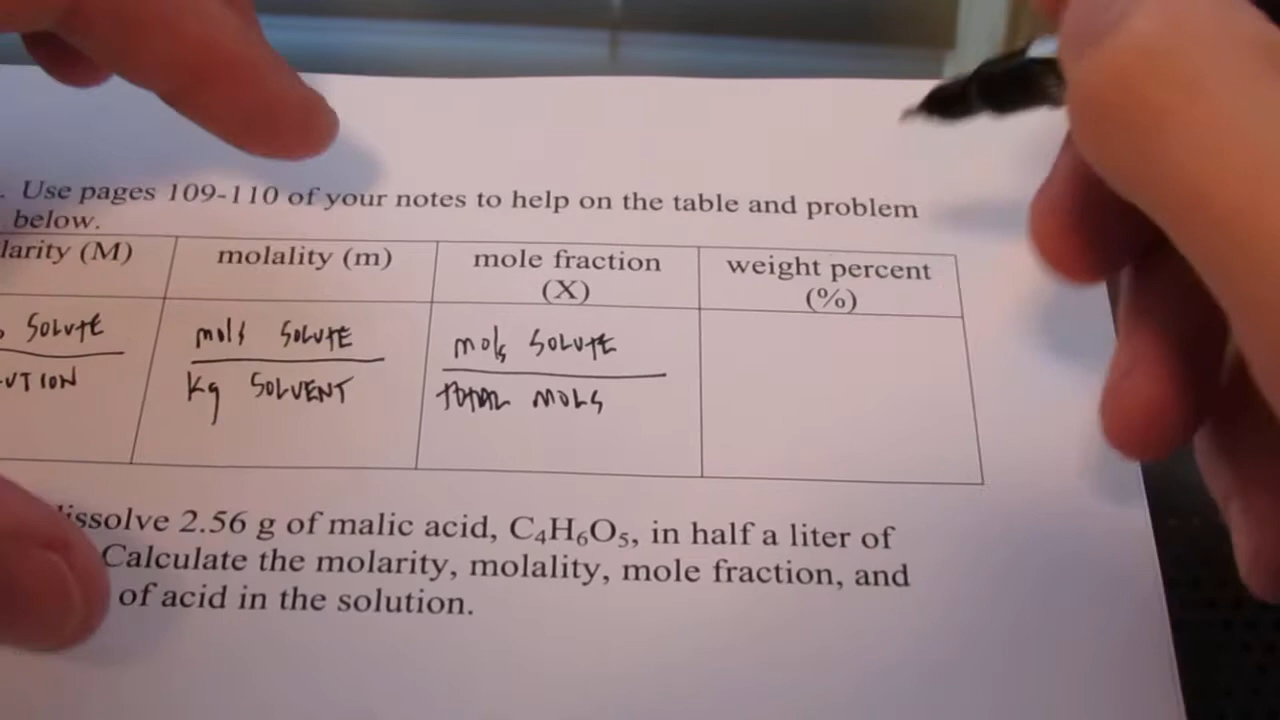 . Use pages 109-110 of your notes to help on the table and problem
below.
larity (M)
molality (m)
mole fraction
(X)
weight percent
(%)
SOLUTE
UTION
mols SOLUTE
kg SOLVENT
mols SOLUTE
TOTAL MOLS
issolve 2.56 g of malic acid, C₄H₆O₅, in half a liter of
Calculate the molarity, molality, mole fraction, and
of acid in the solution.